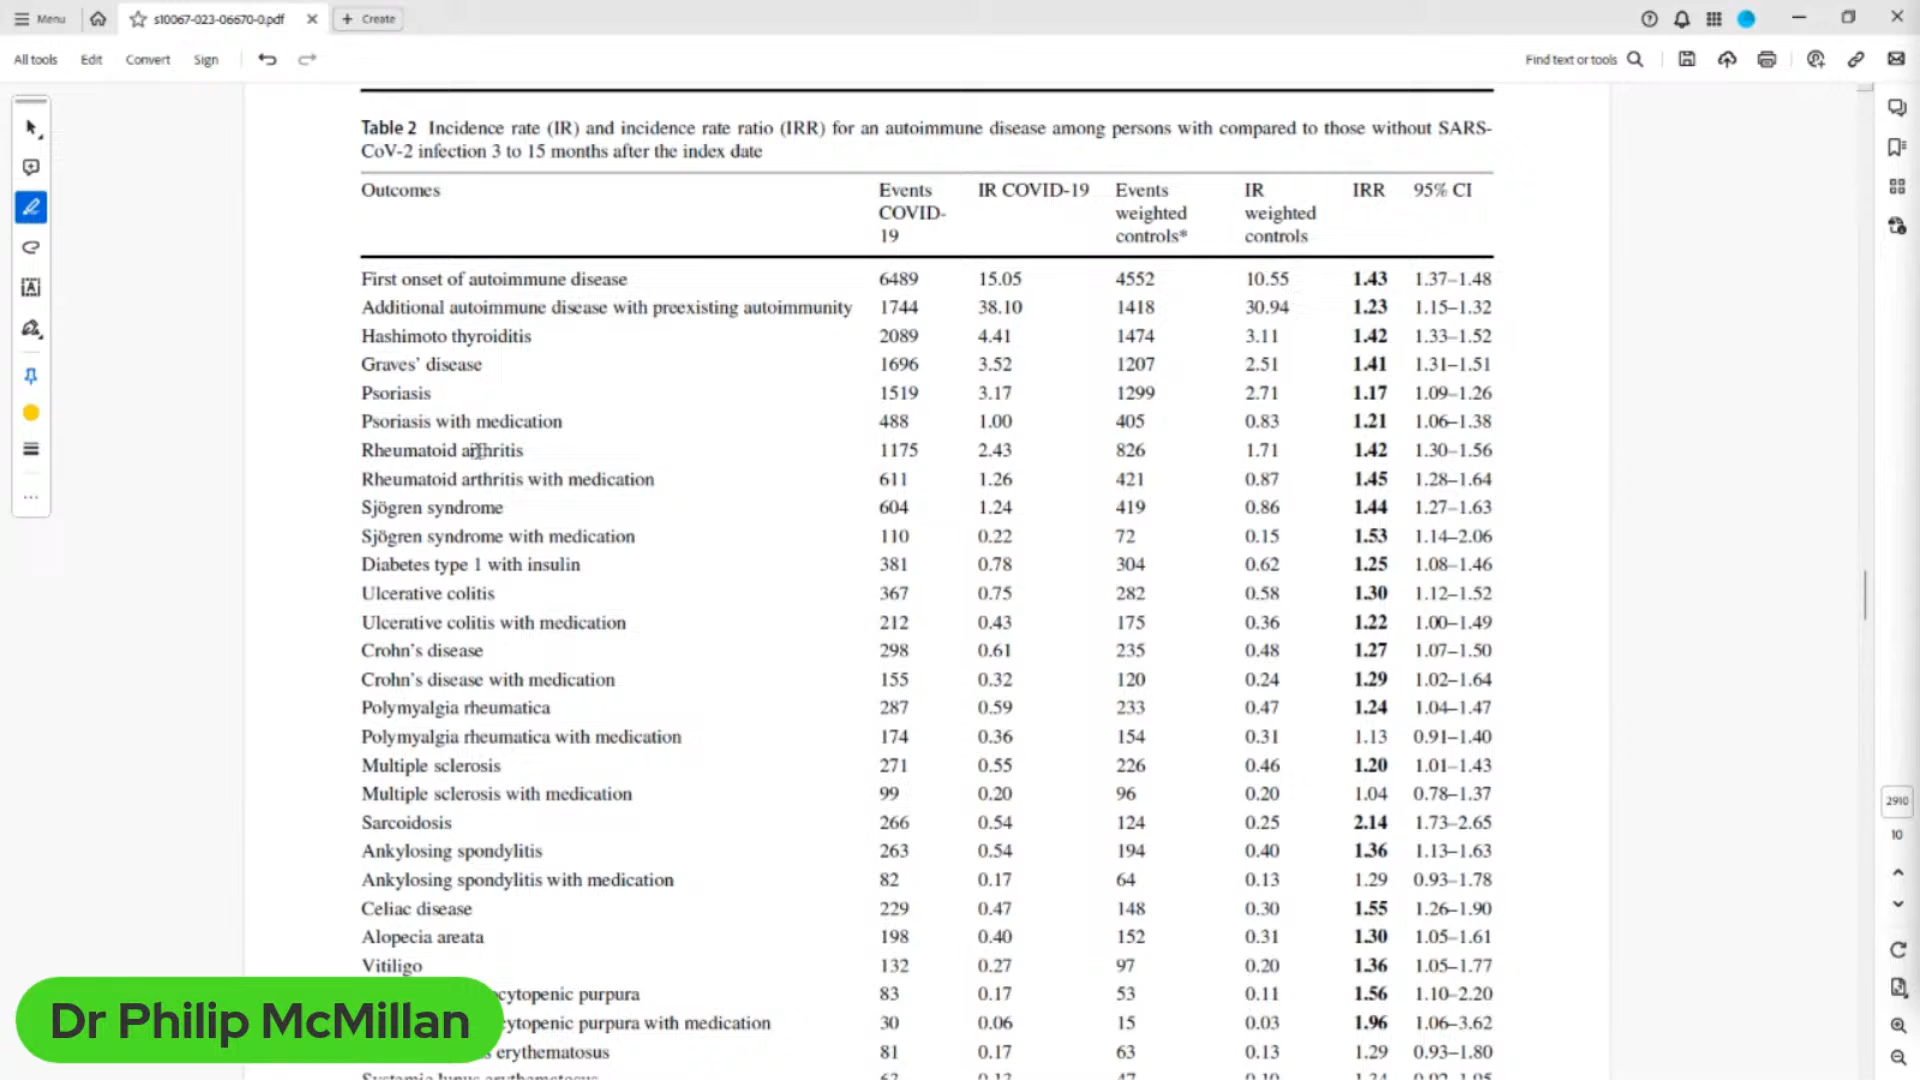 Menu s10067-023-06670-0.pdf Create
All tools Edit Convert Sign Find text or tools
Table 2 Incidence rate (IR) and incidence rate ratio (IRR) for an autoimmune disease among persons with compared to those without SARS-
CoV-2 infection 3 to 15 months after the index date
Outcomes Events COVID-19 IR COVID-19 Events weighted controls* IR weighted controls IRR 95% CI
First onset of autoimmune disease 6489 15.05 4552 10.55 1.43 1.37–1.48
Additional autoimmune disease with preexisting autoimmunity 1744 38.10 1418 30.94 1.23 1.15–1.32
Hashimoto thyroiditis 2089 4.41 1474 3.11 1.42 1.33–1.52
Graves' disease 1696 3.52 1207 2.51 1.41 1.31–1.51
Psoriasis 1519 3.17 1299 2.71 1.17 1.09–1.26
Psoriasis with medication 488 1.00 405 0.83 1.21 1.06–1.38
Rheumatoid arthritis 1175 2.43 826 1.71 1.42 1.30–1.56
Rheumatoid arthritis with medication 611 1.26 421 0.87 1.45 1.28–1.64
Sjögren syndrome 604 1.24 419 0.86 1.44 1.27–1.63
Sjögren syndrome with medication 110 0.22 72 0.15 1.53 1.14–2.06
Diabetes type 1 with insulin 381 0.78 304 0.62 1.25 1.08–1.46
Ulcerative colitis 367 0.75 282 0.58 1.30 1.12–1.52
Ulcerative colitis with medication 212 0.43 175 0.36 1.22 1.00–1.49
Crohn's disease 298 0.61 235 0.48 1.27 1.07–1.50
Crohn's disease with medication 155 0.32 120 0.24 1.29 1.02–1.64
Polymyalgia rheumatica 287 0.59 233 0.47 1.24 1.04–1.47
Polymyalgia rheumatica with medication 174 0.36 154 0.31 1.13 0.91–1.40
Multiple sclerosis 271 0.55 226 0.46 1.20 1.01–1.43
Multiple sclerosis with medication 99 0.20 96 0.20 1.04 0.78–1.37
2910
Sarcoidosis 266 0.54 124 0.25 2.14 1.73–2.65
10
Ankylosing spondylitis 263 0.54 194 0.40 1.36 1.13–1.63
Ankylosing spondylitis with medication 82 0.17 64 0.13 1.29 0.93–1.78
Celiac disease 229 0.47 148 0.30 1.55 1.26–1.90
Alopecia areata 198 0.40 152 0.31 1.30 1.05–1.61
Vitiligo 132 0.27 97 0.20 1.36 1.05–1.77
cytopenic purpura 83 0.17 53 0.11 1.56 1.10–2.20
cytopenic purpura with medication 30 0.06 15 0.03 1.96 1.06–3.62
s erythematosus 81 0.17 63 0.13 1.29 0.93–1.80
Dr Philip McMillan